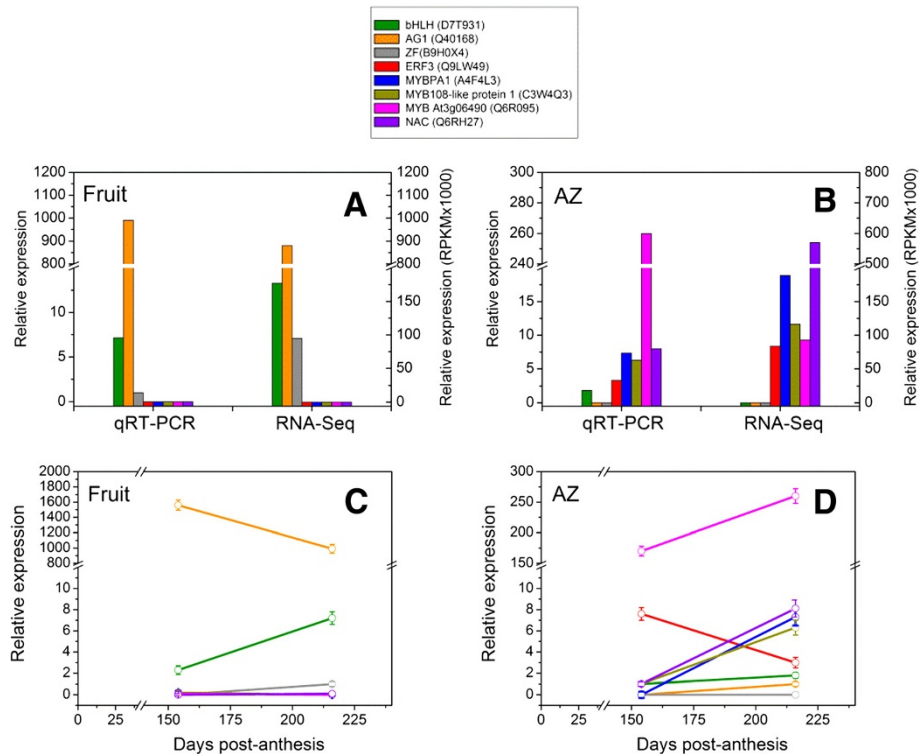 bHLH (D7T931)
AG1 (Q40168)
ZF(B9H0X4)
ERF3 (Q9LW49)
MYBPA1 (A4F4L3)
MYB108-like protein 1 (C3W4Q3)
MYB At3g06490 (Q6R095)
NAC (Q6RH27)
Fruit A
Relative expression
1200
1100
1000
900
800
10
5
0
1200
1100
1000
900
800
150
100
50
0
Relative expression (RPKMx1000)
qRT-PCR RNA-Seq
AZ B
Relative expression
300
280
260
240
15
10
5
0
800
700
600
500
150
100
50
0
Relative expression (RPKMx1000)
qRT-PCR RNA-Seq
Fruit C
Relative expression
2000
1800
1600
1400
1200
1000
8
6
4
2
0
0 25 150 175 200 225
Days post-anthesis
AZ D
Relative expression
300
250
200
150
10
8
6
4
2
0
0 25 150 175 200 225
Days post-anthesis